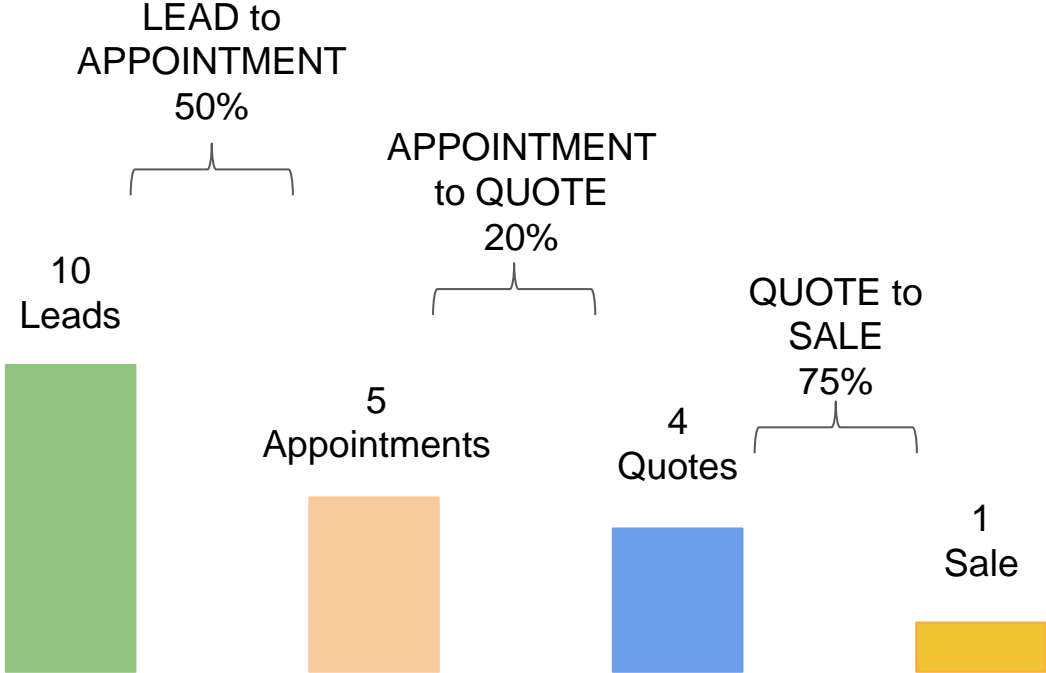 LEAD to
APPOINTMENT
50%
APPOINTMENT
to QUOTE
20%
10
Leads
QUOTE to
SALE
75%
5
Appointments
4
Quotes
1
Sale